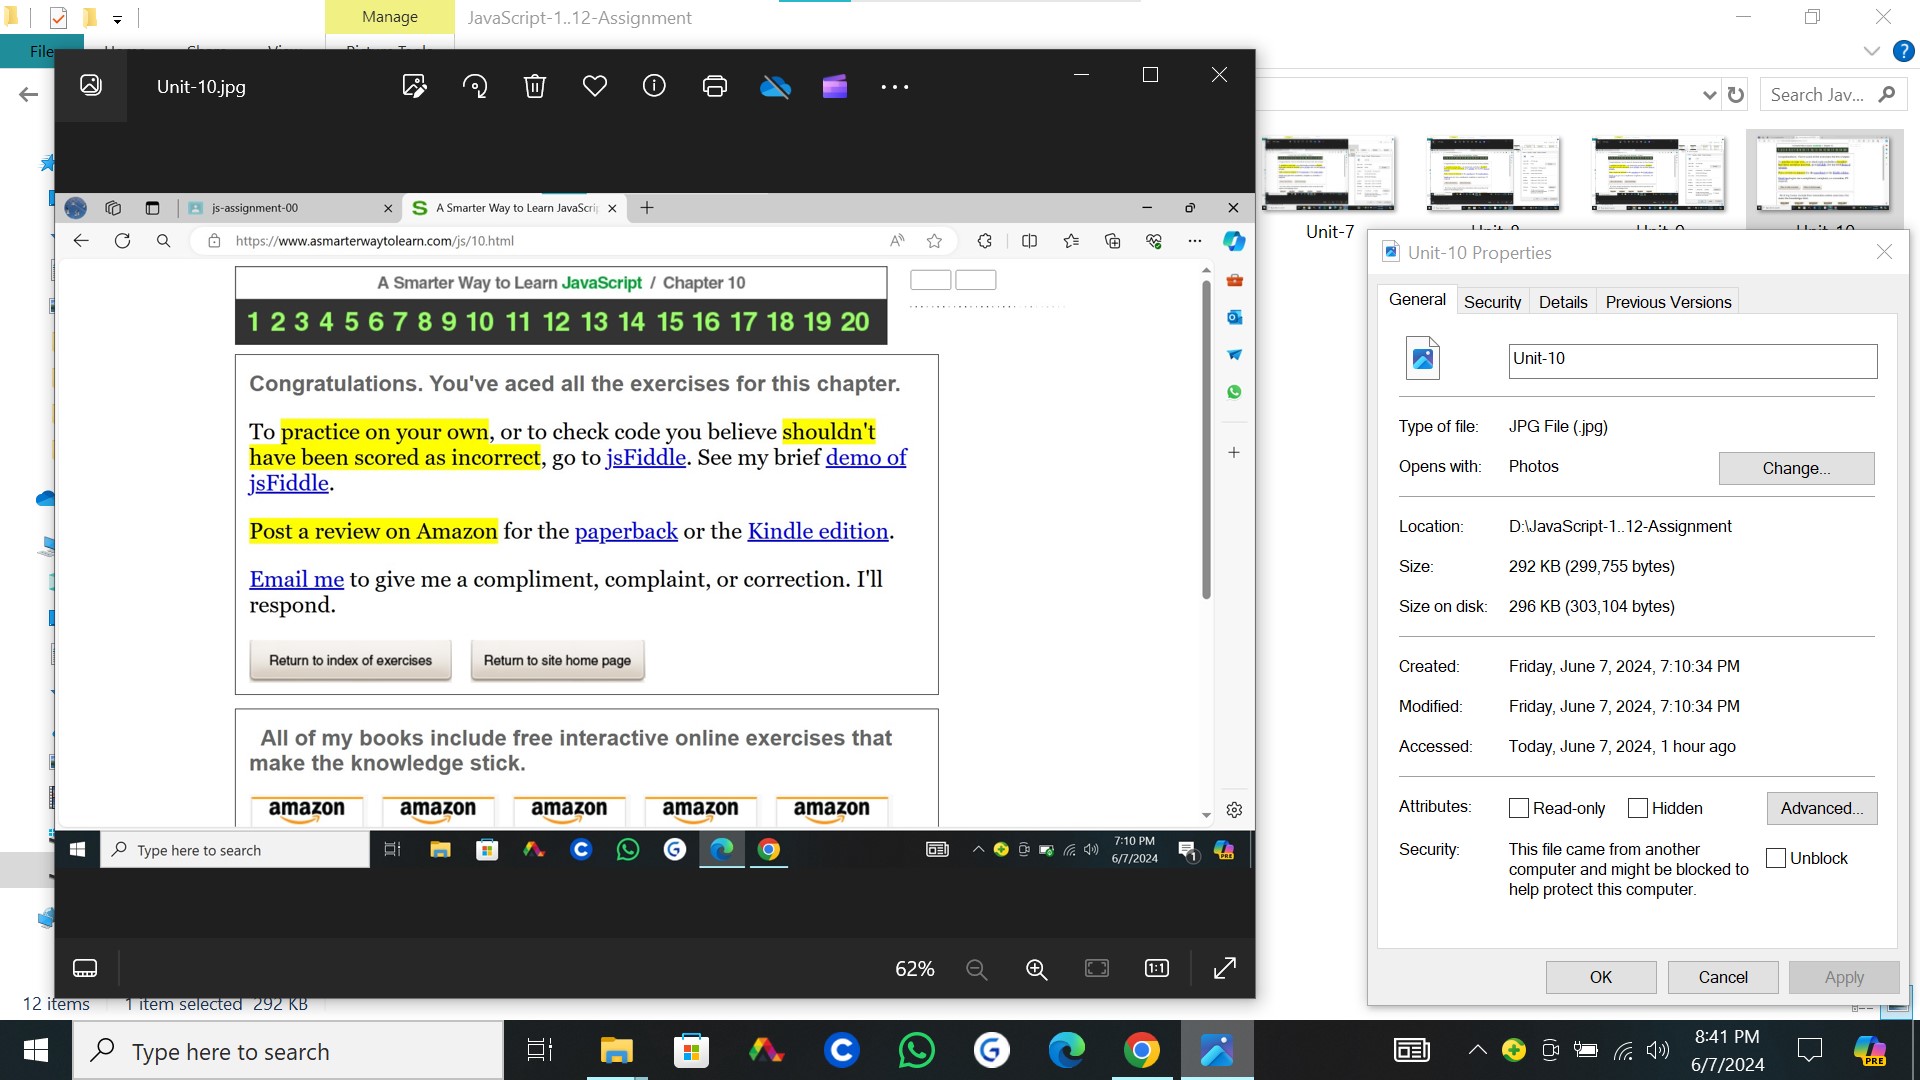 Manage
JavaScript-1..12-Assignment
File
Unit-10.jpg
Search Jav...
js-assignment-00
A Smarter Way to Learn JavaScrip
https://www.asmarterwaytolearn.com/js/10.html
A Smarter Way to Learn JavaScript / Chapter 10
1 2 3 4 5 6 7 8 9 10 11 12 13 14 15 16 17 18 19 20
Congratulations. You've aced all the exercises for this chapter.
To practice on your own, or to check code you believe shouldn't
have been scored as incorrect, go to jsFiddle. See my brief demo of
jsFiddle.
Post a review on Amazon for the paperback or the Kindle edition.
Email me to give me a compliment, complaint, or correction. I'll
respond.
Return to index of exercises
Return to site home page
All of my books include free interactive online exercises that
make the knowledge stick.
amazon amazon amazon amazon amazon
Type here to search
7:10 PM
6/7/2024
1
PRE
62%
1:1
12 items
1 item selected 292 KB
Unit-7
Unit-10 Properties
General
Security
Details
Previous Versions
Unit-10
Type of file: JPG File (.jpg)
Opens with: Photos
Change...
Location: D:\JavaScript-1..12-Assignment
Size: 292 KB (299,755 bytes)
Size on disk: 296 KB (303,104 bytes)
Created: Friday, June 7, 2024, 7:10:34 PM
Modified: Friday, June 7, 2024, 7:10:34 PM
Accessed: Today, June 7, 2024, 1 hour ago
Attributes: Read-only Hidden
Advanced...
Security: This file came from another
computer and might be blocked to
help protect this computer.
Unblock
OK
Cancel
Apply
Type here to search
8:41 PM
6/7/2024
PRE